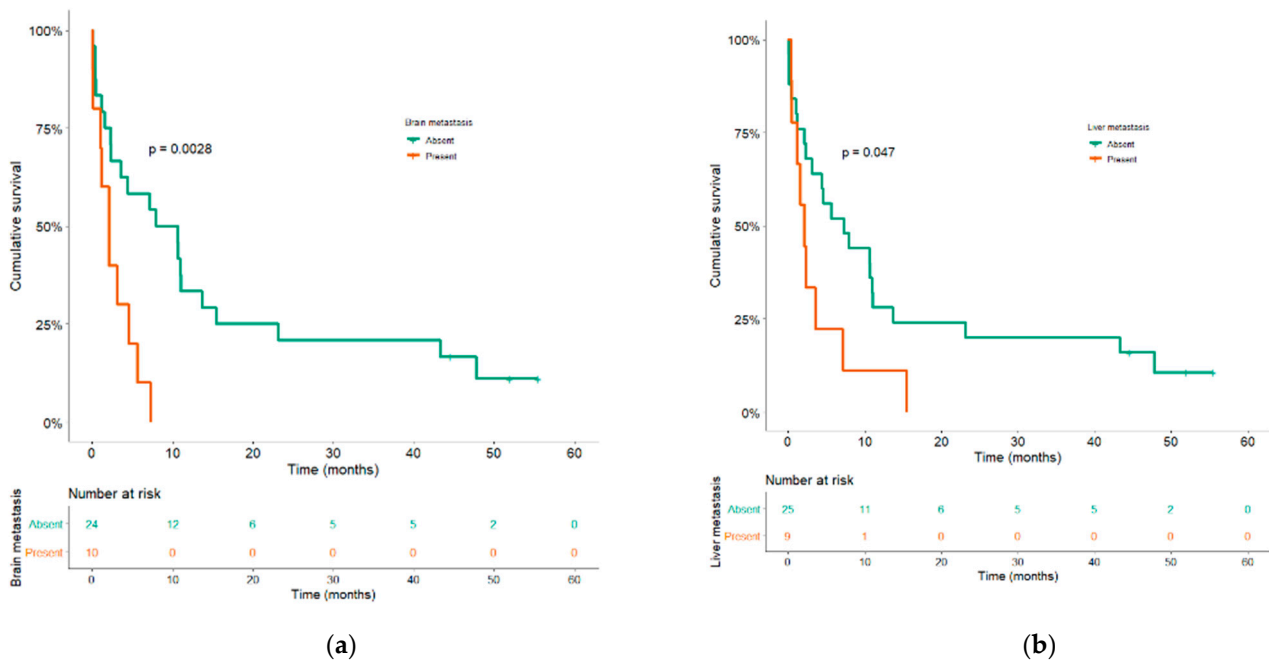 100%
75%
50%
25%
0%
Cumulative survival
p = 0.0028
Brain metastasis
Absent
Present
0 10 20 30 40 50 60
Time (months)
Number at risk
Brain metastasis
Absent 24 12 6 5 5 2 0
Present 10 0 0 0 0 0 0
0 10 20 30 40 50 60
Time (months)
(a)
100%
75%
50%
25%
0%
Cumulative survival
p = 0.047
Liver metastasis
Absent
Present
0 10 20 30 40 50 60
Time (months)
Number at risk
Liver metastasis
Absent 25 11 6 5 5 2 0
Present 9 1 0 0 0 0 0
0 10 20 30 40 50 60
Time (months)
(b)